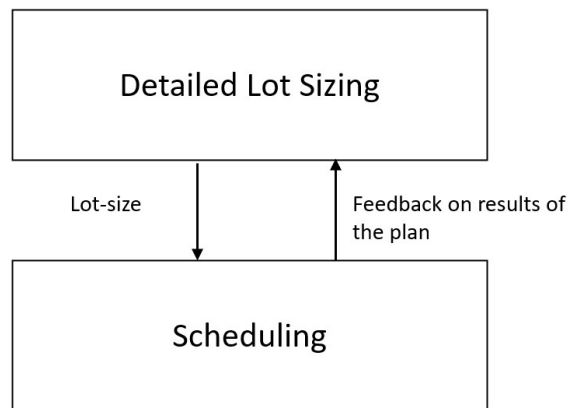 Detailed Lot Sizing
Lot-size
Feedback on results of
the plan
Scheduling